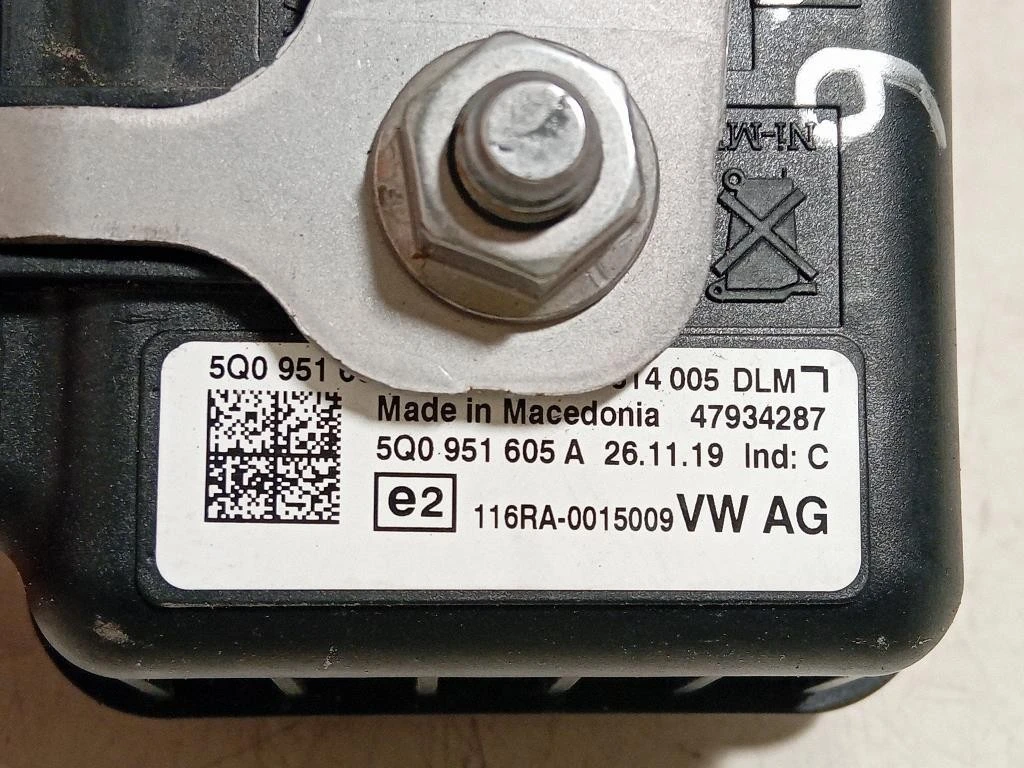 Ni-M
5Q0 951 005 DLM
Made in Macedonia 47934287
5Q0 951 605 A 26.11.19 Ind: C
e2 116RA-0015009 VW AG